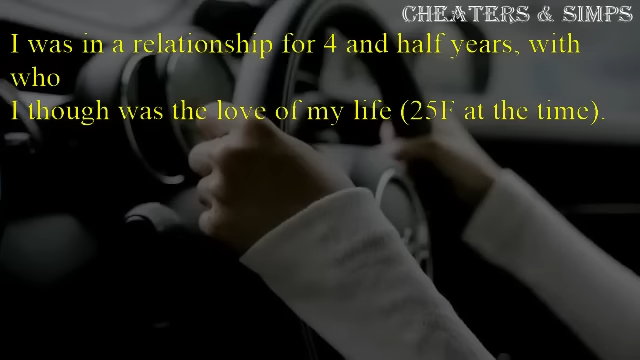 CHEATERS & SIMPS
I was in a relationship for 4 and half years, with
who
I though was the love of my life (25F at the time).